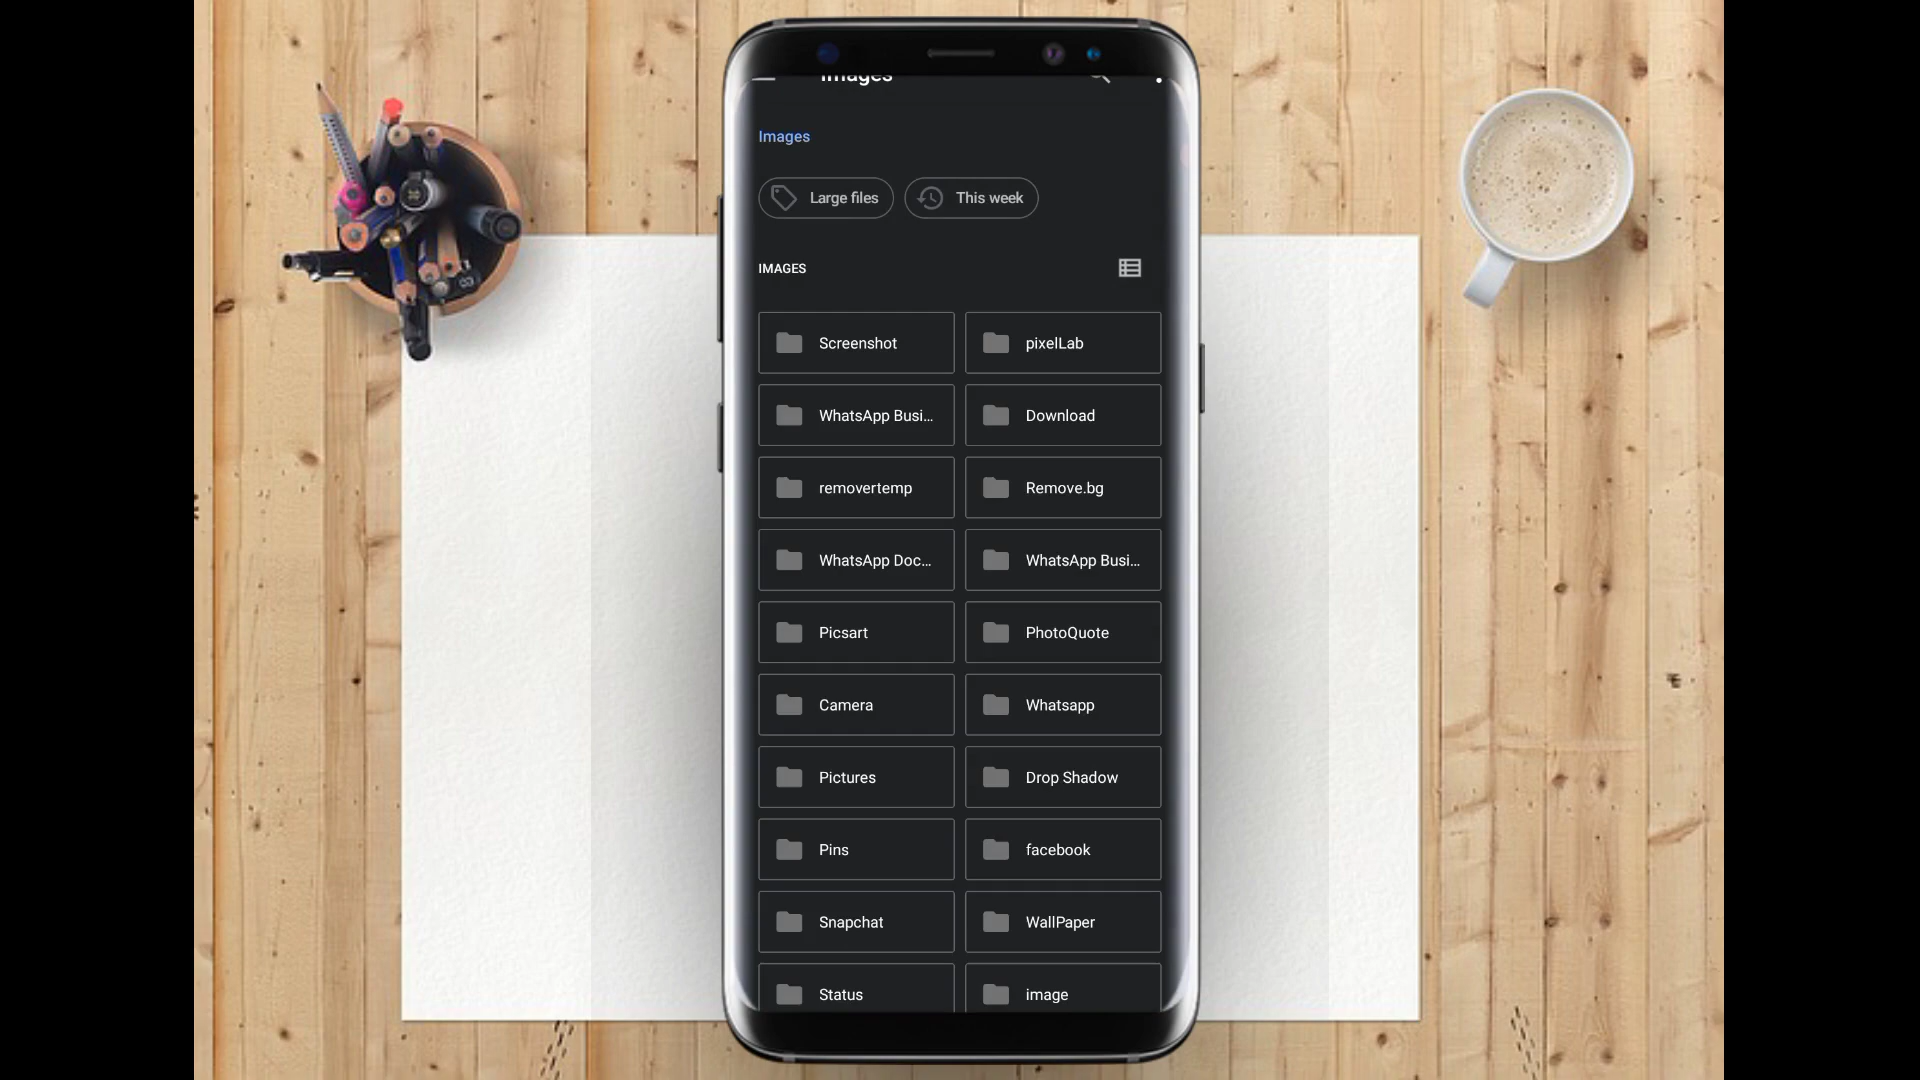 Images
Images
Large files
This week
IMAGES
Screenshot
pixelLab
WhatsApp Busi...
Download
removertemp
Remove.bg
WhatsApp Doc...
WhatsApp Busi...
Picsart
PhotoQuote
Camera
Whatsapp
Pictures
Drop Shadow
Pins
facebook
Snapchat
WallPaper
Status
image